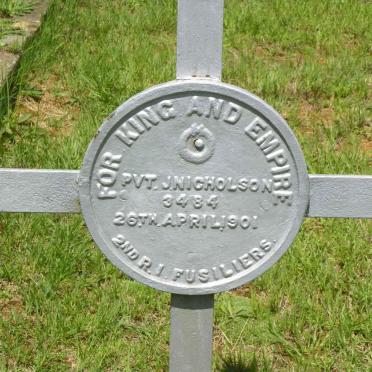 FOR KING AND EMPIRE
PVT. J.NICHOLSON
3484
26TH APRIL, 1901
2ND R.I. FUSILIERS.